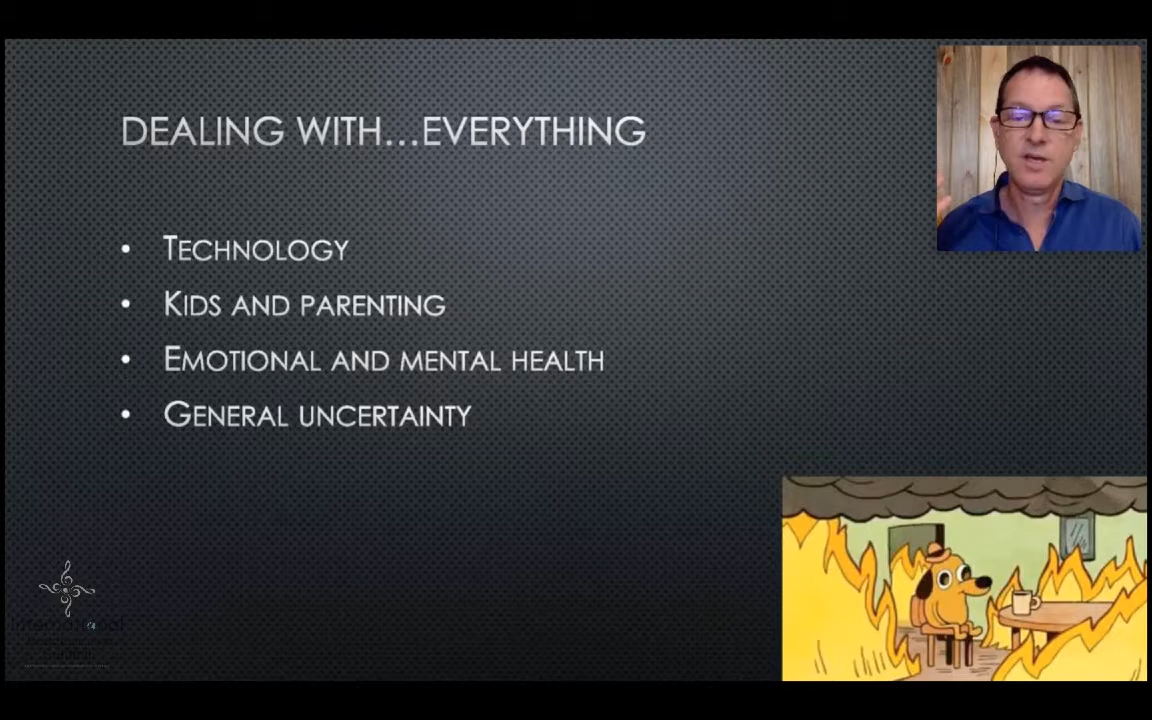 DEALING WITH...EVERYTHING
• TECHNOLOGY
• KIDS AND PARENTING
• EMOTIONAL AND MENTAL HEALTH
• GENERAL UNCERTAINTY